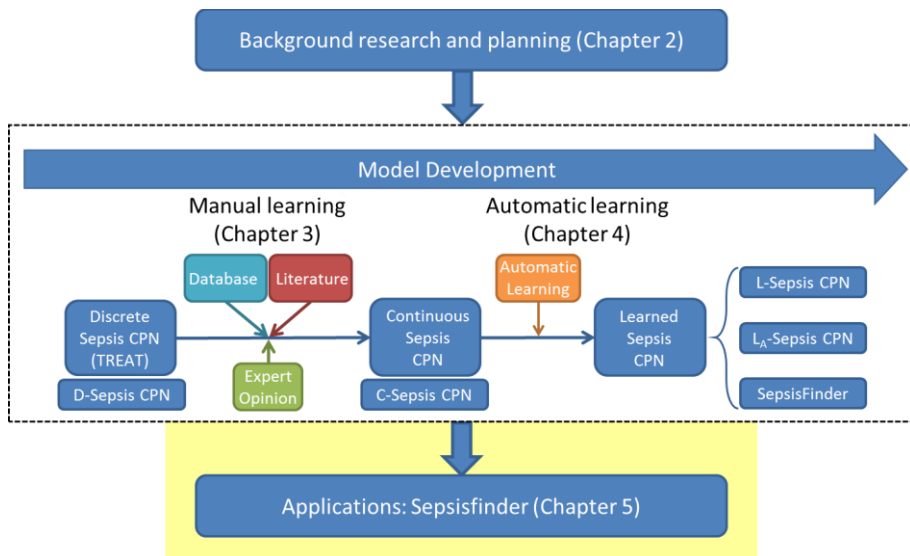 Background research and planning (Chapter 2)
Model Development
Manual learning
(Chapter 3)
Automatic learning
(Chapter 4)
Database
Literature
Automatic
Learning
Discrete
Sepsis CPN
(TREAT)
D-Sepsis CPN
Expert
Opinion
Continuous
Sepsis
CPN
C-Sepsis CPN
Learned
Sepsis
CPN
L-Sepsis CPN
LA-Sepsis CPN
SepsisFinder
Applications: Sepsisfinder (Chapter 5)